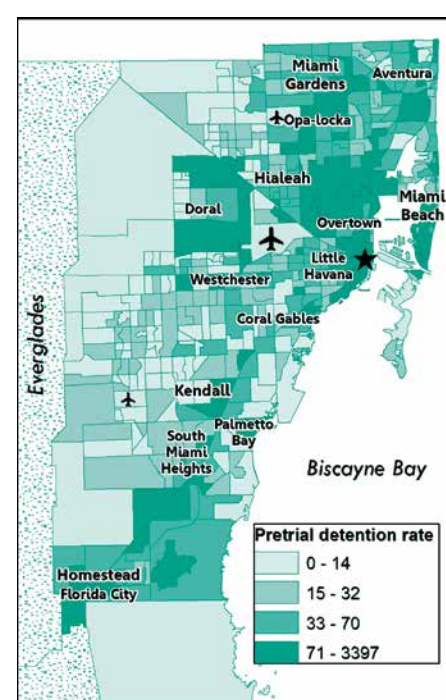 Miami
Gardens
Aventura
Opa-locka
Hialeah
Doral
Miami
Beach
Overtown
Little
Havana
Westchester
Coral Gables
Everglades
Kendall
Palmetto
Bay
South
Miami
Heights
Biscayne Bay
Homestead
Florida City
Pretrial detention rate
0 - 14
15 - 32
33 - 70
71 - 3397